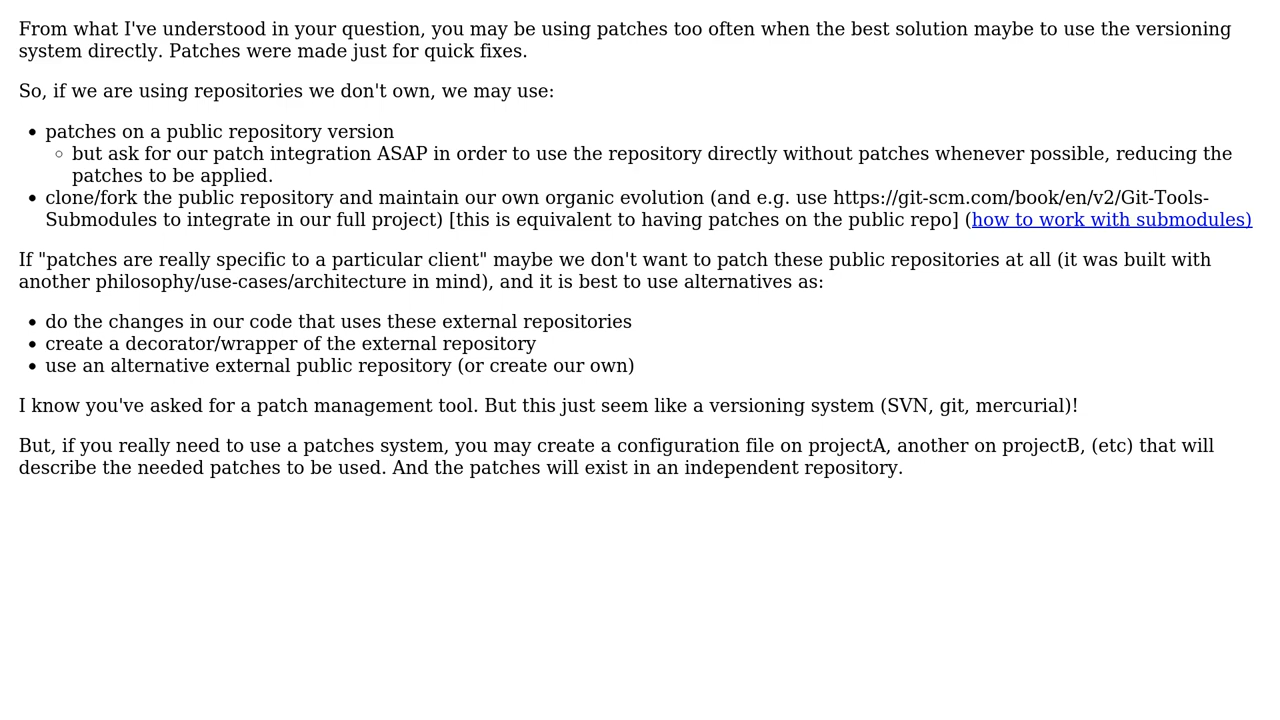 From what I've understood in your question, you may be using patches too often when the best solution maybe to use the versioning
system directly. Patches were made just for quick fixes.
So, if we are using repositories we don't own, we may use:
• patches on a public repository version
◦ but ask for our patch integration ASAP in order to use the repository directly without patches whenever possible, reducing the
patches to be applied.
• clone/fork the public repository and maintain our own organic evolution (and e.g. use https://git-scm.com/book/en/v2/Git-Tools-
Submodules to integrate in our full project) [this is equivalent to having patches on the public repo] (how to work with submodules)
If "patches are really specific to a particular client" maybe we don't want to patch these public repositories at all (it was built with
another philosophy/use-cases/architecture in mind), and it is best to use alternatives as:
• do the changes in our code that uses these external repositories
• create a decorator/wrapper of the external repository
• use an alternative external public repository (or create our own)
I know you've asked for a patch management tool. But this just seem like a versioning system (SVN, git, mercurial)!
But, if you really need to use a patches system, you may create a configuration file on projectA, another on projectB, (etc) that will
describe the needed patches to be used. And the patches will exist in an independent repository.